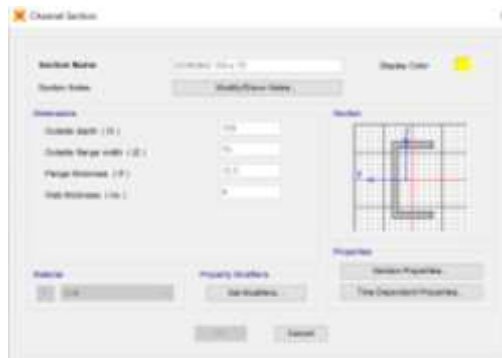 Channel Section
Section Name
Display Color
Section Notes
Modify/Show Notes...
Dimensions
Section
Outside depth ( t3 )
Outside flange width ( t2 )
Flange thickness ( tf )
Web thickness ( tw )
Properties
Material
Property Modifiers
Section Properties...
Set Modifiers...
Time Dependent Properties...
Cancel